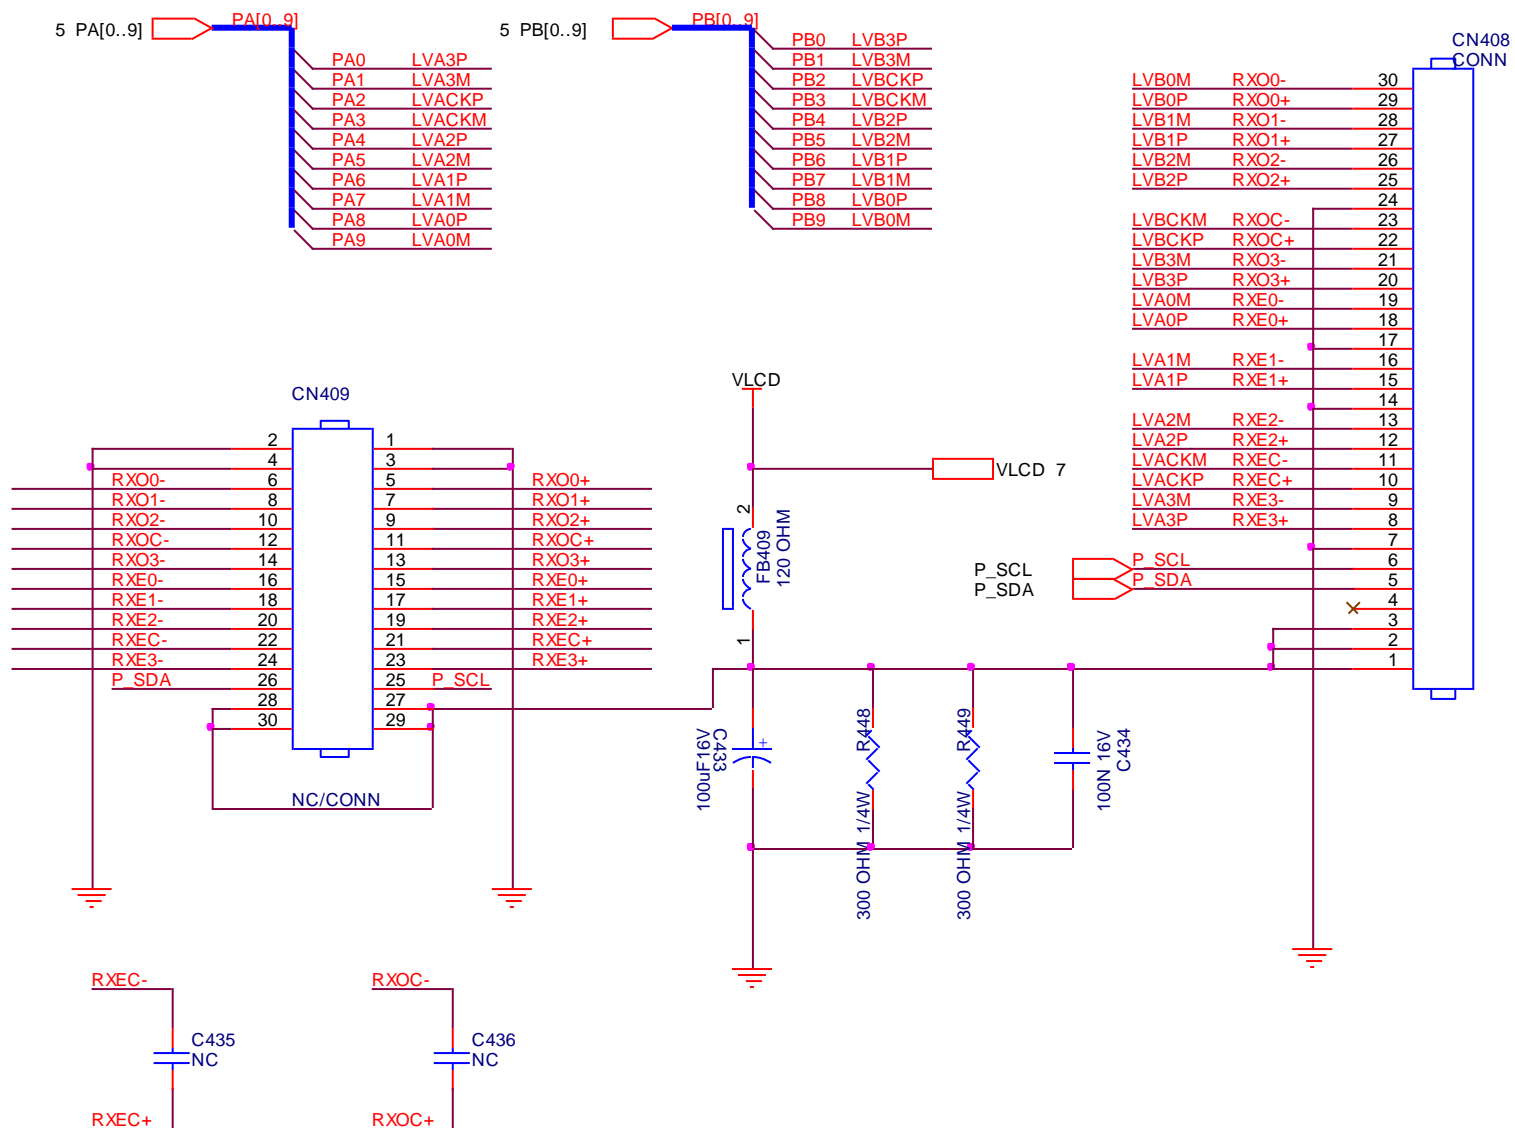 5 PA[0..9] PA[0..9]
PA0 LVA3P
PA1 LVA3M
PA2 LVACKP
PA3 LVACKM
PA4 LVA2P
PA5 LVA2M
PA6 LVA1P
PA7 LVA1M
PA8 LVA0P
PA9 LVA0M
5 PB[0..9] PB[0..9]
PB0 LVB3P
PB1 LVB3M
PB2 LVBCKP
PB3 LVBCKM
PB4 LVB2P
PB5 LVB2M
PB6 LVB1P
PB7 LVB1M
PB8 LVB0P
PB9 LVB0M
CN408
CONN
LVB0M RXO0- 30
LVB0P RXO0+ 29
LVB1M RXO1- 28
LVB1P RXO1+ 27
LVB2M RXO2- 26
LVB2P RXO2+ 25
24
LVBCKM RXOC- 23
LVBCKP RXOC+ 22
LVB3M RXO3- 21
LVB3P RXO3+ 20
LVA0M RXE0- 19
LVA0P RXE0+ 18
17
LVA1M RXE1- 16
LVA1P RXE1+ 15
14
LVA2M RXE2- 13
LVA2P RXE2+ 12
LVACKM RXEC- 11
LVACKP RXEC+ 10
LVA3M RXE3- 9
LVA3P RXE3+ 8
7
P_SCL P_SCL 6
P_SDA P_SDA 5
4
3
2
1
CN409
2 1
4 3
RXO0- 6 5 RXO0+
RXO1- 8 7 RXO1+
RXO2- 10 9 RXO2+
RXOC- 12 11 RXOC+
RXO3- 14 13 RXO3+
RXE0- 16 15 RXE0+
RXE1- 18 17 RXE1+
RXE2- 20 19 RXE2+
RXEC- 22 21 RXEC+
RXE3- 24 23 RXE3+
P_SDA 26 25 P_SCL
28 27
30 29
NC/CONN
VLCD
VLCD 7
2
FB409
120 OHM
1
C433
100uF16V
+
R448
300 OHM 1/4W
R449
300 OHM 1/4W
100N 16V
C434
RXEC-
C435
NC
RXEC+
RXOC-
C436
NC
RXOC+